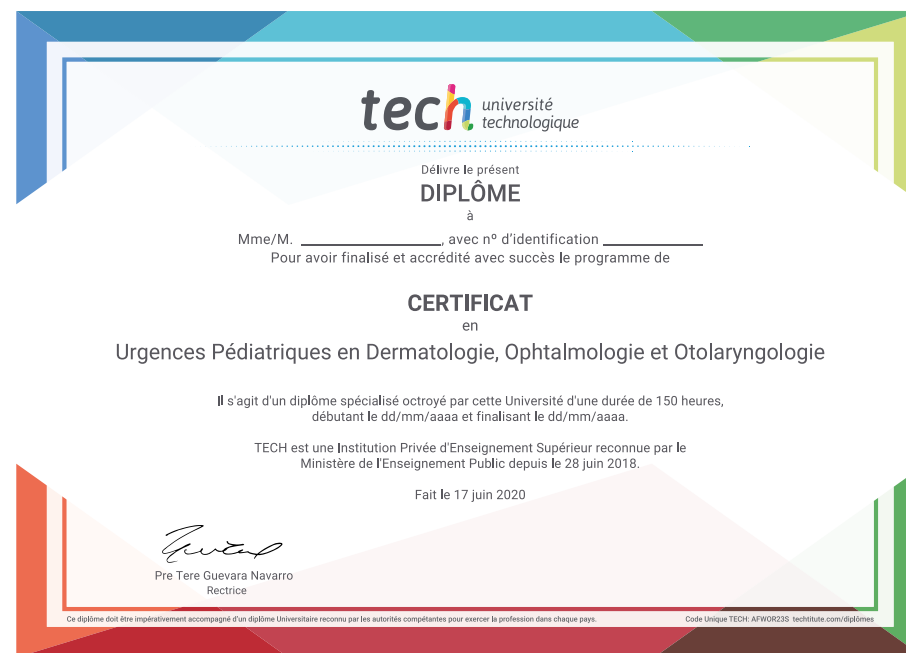 tech université
technologique
Délivre le présent
DIPLÔME
à
Mme/M. ____________________, avec nº d'identification ______________
Pour avoir finalisé et accrédité avec succès le programme de
CERTIFICAT
en
Urgences Pédiatriques en Dermatologie, Ophtalmologie et Otolaryngologie
Il s'agit d'un diplôme spécialisé octroyé par cette Université d'une durée de 150 heures,
débutant le dd/mm/aaaa et finalisant le dd/mm/aaaa.
TECH est une Institution Privée d'Enseignement Supérieur reconnue par le
Ministère de l'Enseignement Public depuis le 28 juin 2018.
Fait le 17 juin 2020
Pre Tere Guevara Navarro
Rectrice
Ce diplôme doit être impérativement accompagné d'un diplôme Universitaire reconnu par les autorités compétantes pour exercer la profession dans chaque pays.
Code Unique TECH: AFWOR23S techtitute.com/diplômes